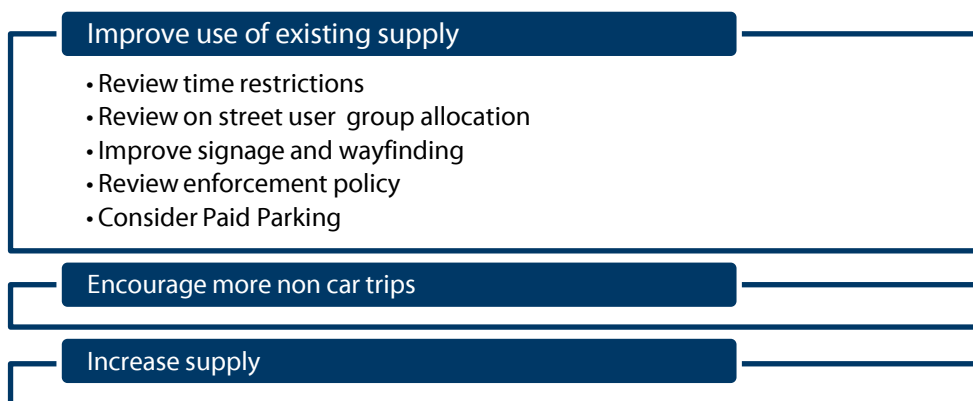 Improve use of existing supply
• Review time restrictions
• Review on street user group allocation
• Improve signage and wayfinding
• Review enforcement policy
• Consider Paid Parking
Encourage more non car trips
Increase supply